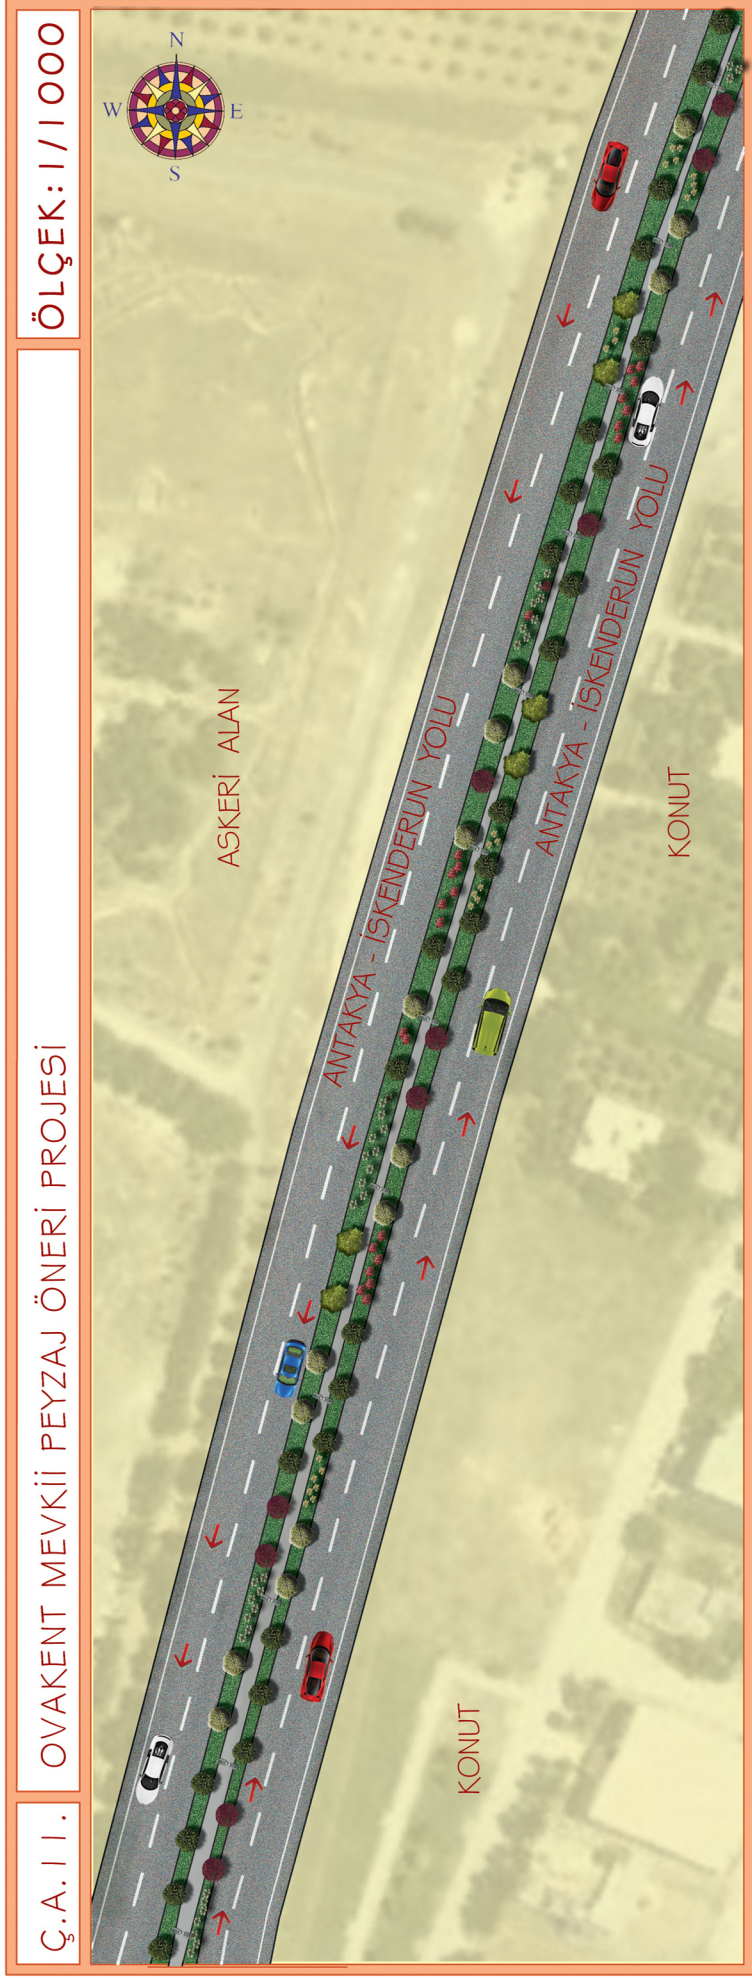 Ç.A.11.
OVAKENT MEVKİİ PEYZAJ ÖNERİ PROJESİ
ÖLÇEK: 1/1000
N
W
E
S
ASKERİ ALAN
ANTAKYA - İSKENDERUN YOLU
ANTAKYA - İSKENDERUN YOLU
KONUT
KONUT